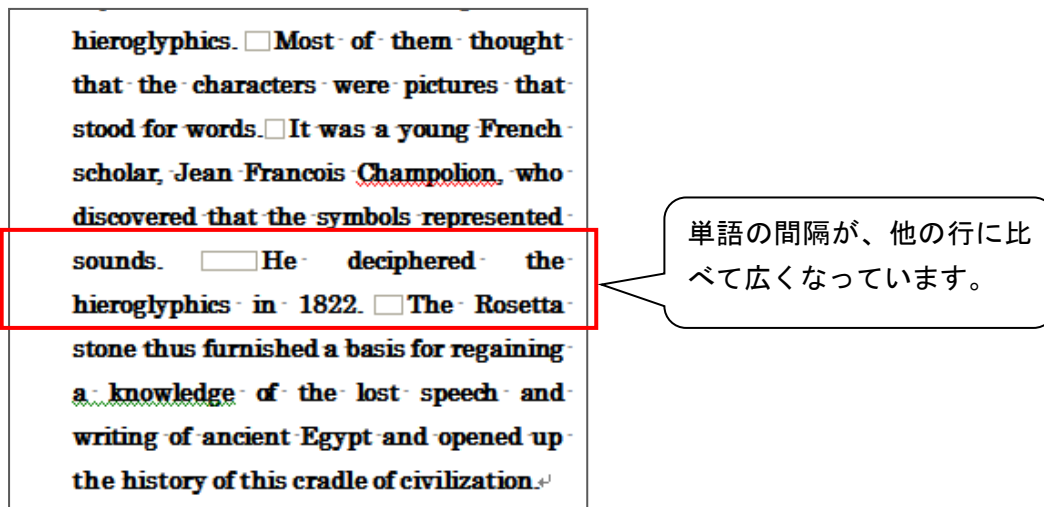 hieroglyphics. □Most of them thought
that the characters were pictures that
stood for words.□It was a young French
scholar, Jean Francois Champolion, who
discovered that the symbols represented
sounds. □He deciphered the
hieroglyphics in 1822. □The Rosetta
stone thus furnished a basis for regaining
a knowledge of the lost speech and
writing of ancient Egypt and opened up
the history of this cradle of civilization.↵
単語の間隔が、他の行に比
べて広くなっています。